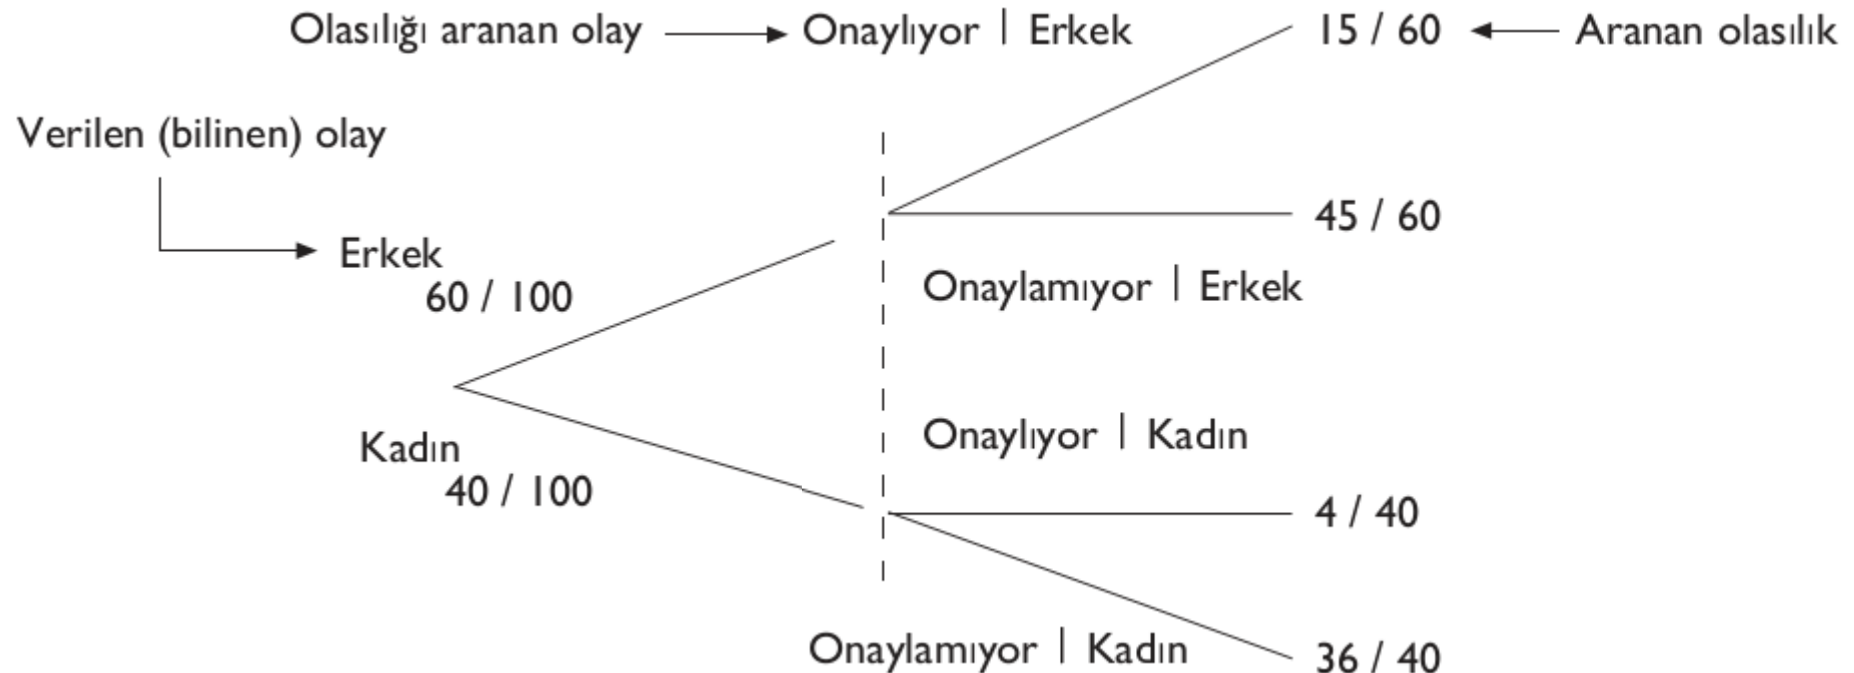 Olasılığı aranan olay Onaylıyor | Erkek 15 / 60 Aranan olasılık
Verilen (bilinen) olay
45 / 60
Erkek
60 / 100
Onaylamıyor | Erkek
Onaylıyor | Kadın
Kadın
40 / 100
4 / 40
Onaylamıyor | Kadın 36 / 40